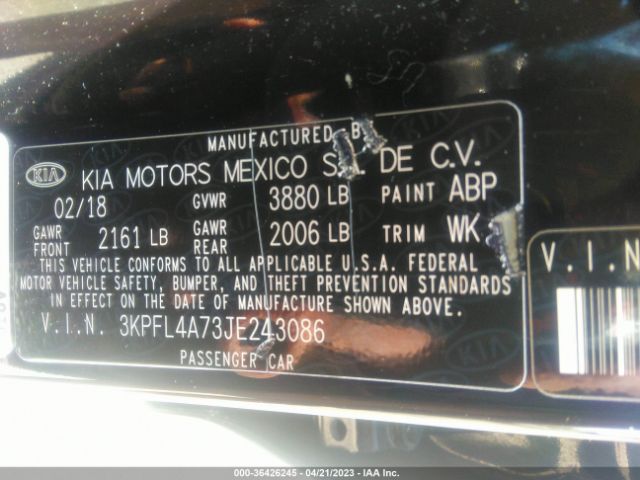 MANUFACTURED BY
KIA KIA MOTORS MEXICO S.A. DE C.V.
02/18 GVWR 3880 LB PAINT ABP
GAWR FRONT 2161 LB GAWR REAR 2006 LB TRIM WK
THIS VEHICLE CONFORMS TO ALL APPLICABLE U.S.A. FEDERAL
MOTOR VEHICLE SAFETY, BUMPER, AND THEFT PREVENTION STANDARDS
IN EFFECT ON THE DATE OF MANUFACTURE SHOWN ABOVE.
V.I.N. 3KPFL4A73JE243086
PASSENGER CAR
V.I.N
000-36426245 - 04/21/2023 - IAA Inc.